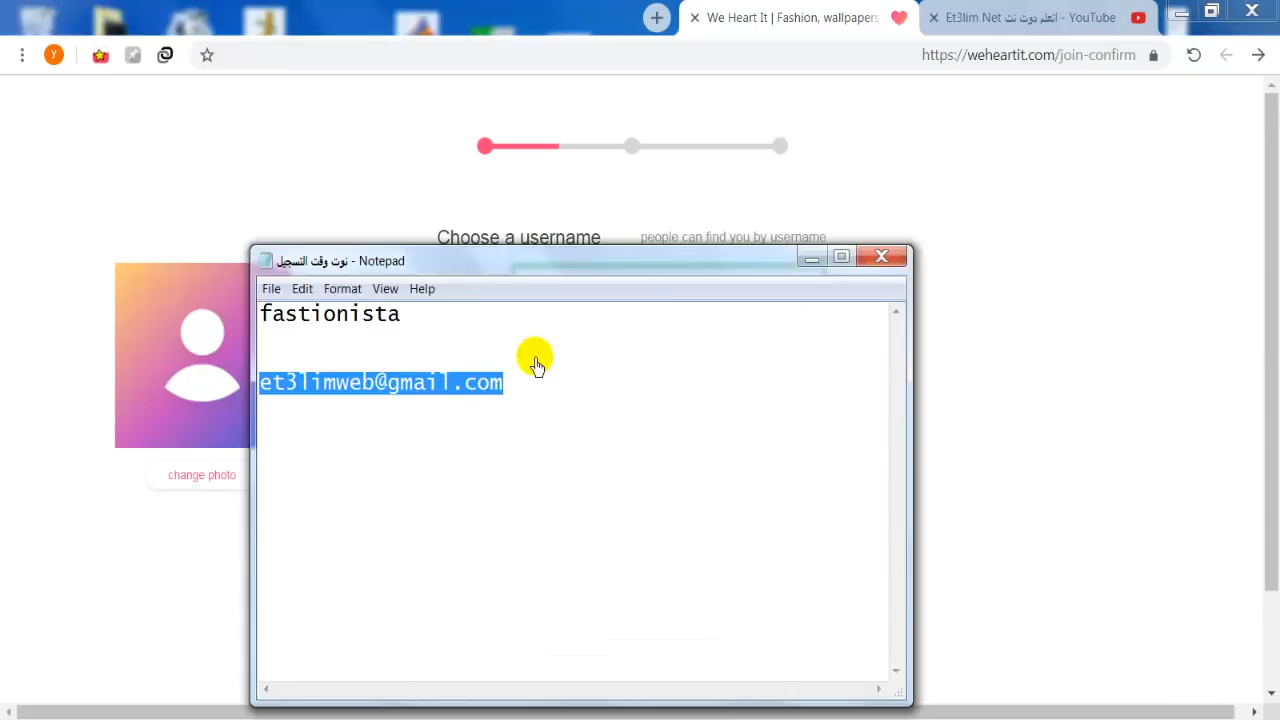 We Heart It | Fashion, wallpapers
Et3lim Net اتعلم دوت نت - YouTube
y
https://weheartit.com/join-confirm
Choose a username
people can find you by username
نوت وقت التسجيل - Notepad
File Edit Format View Help
fastionista
et3limweb@gmail.com
change photo